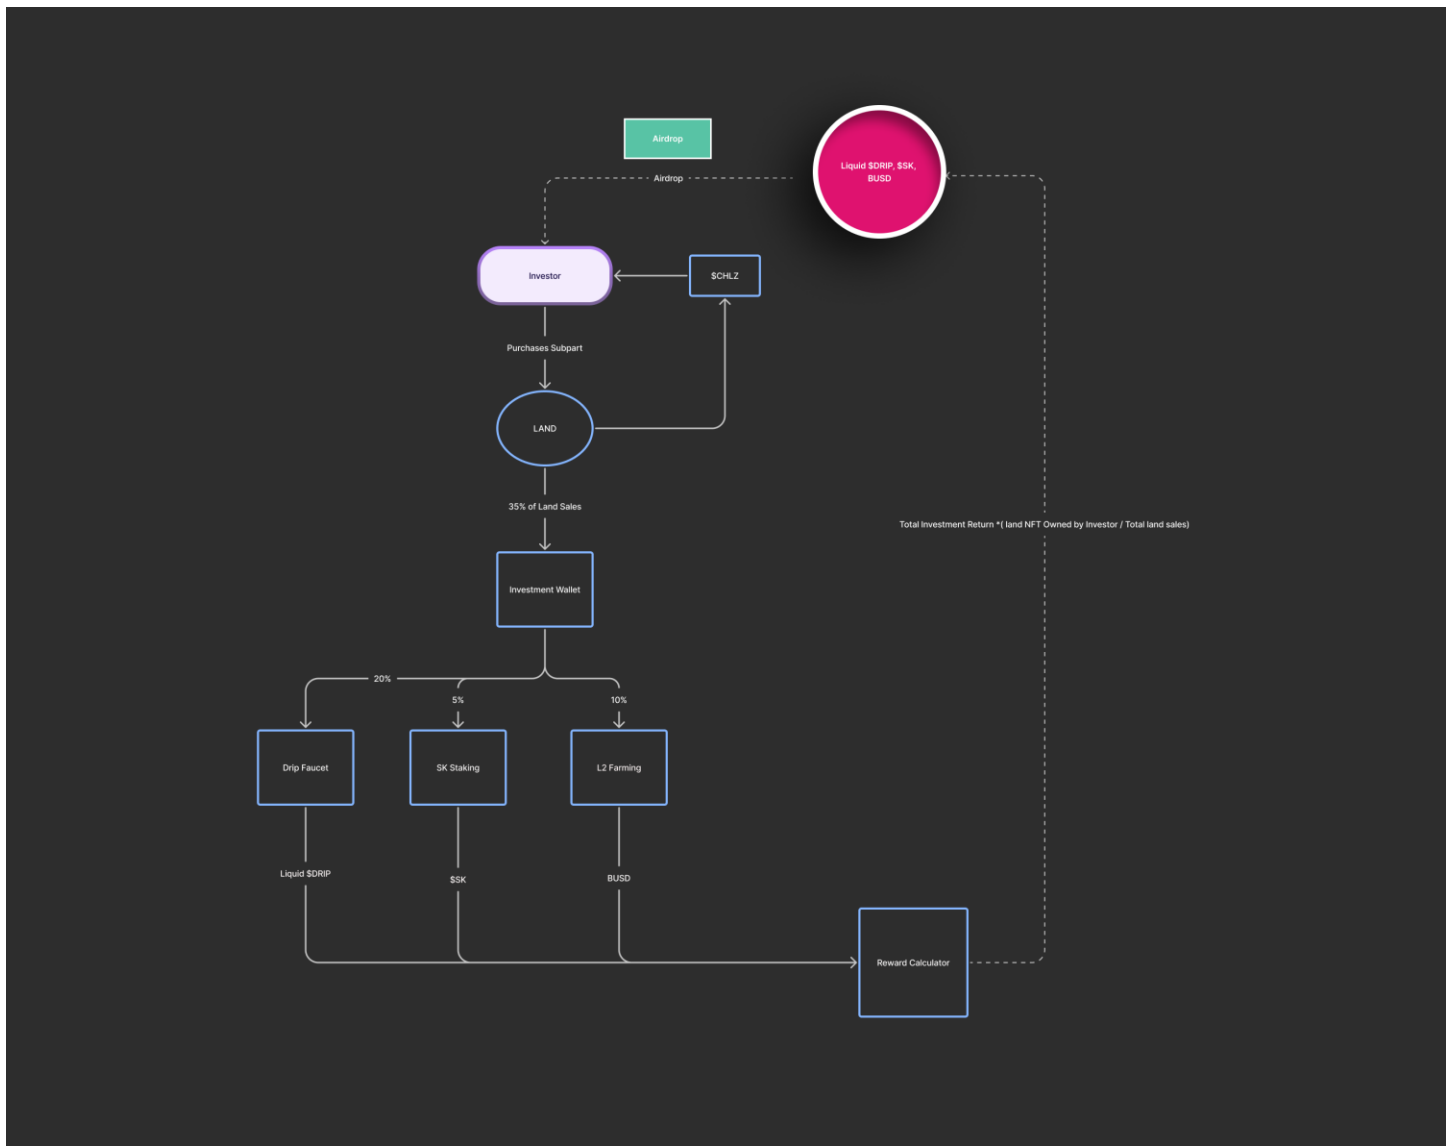 Airdrop
Liquid $DRIP, $SK,
BUSD
Airdrop
Investor
$CHLZ
Purchases Subpart
LAND
35% of Land Sales
Total Investment Return *( land NFT Owned by Investor / Total land sales)
Investment Wallet
20%
5%
10%
Drip Faucet
SK Staking
L2 Farming
Liquid $DRIP
$SK
BUSD
Reward Calculator